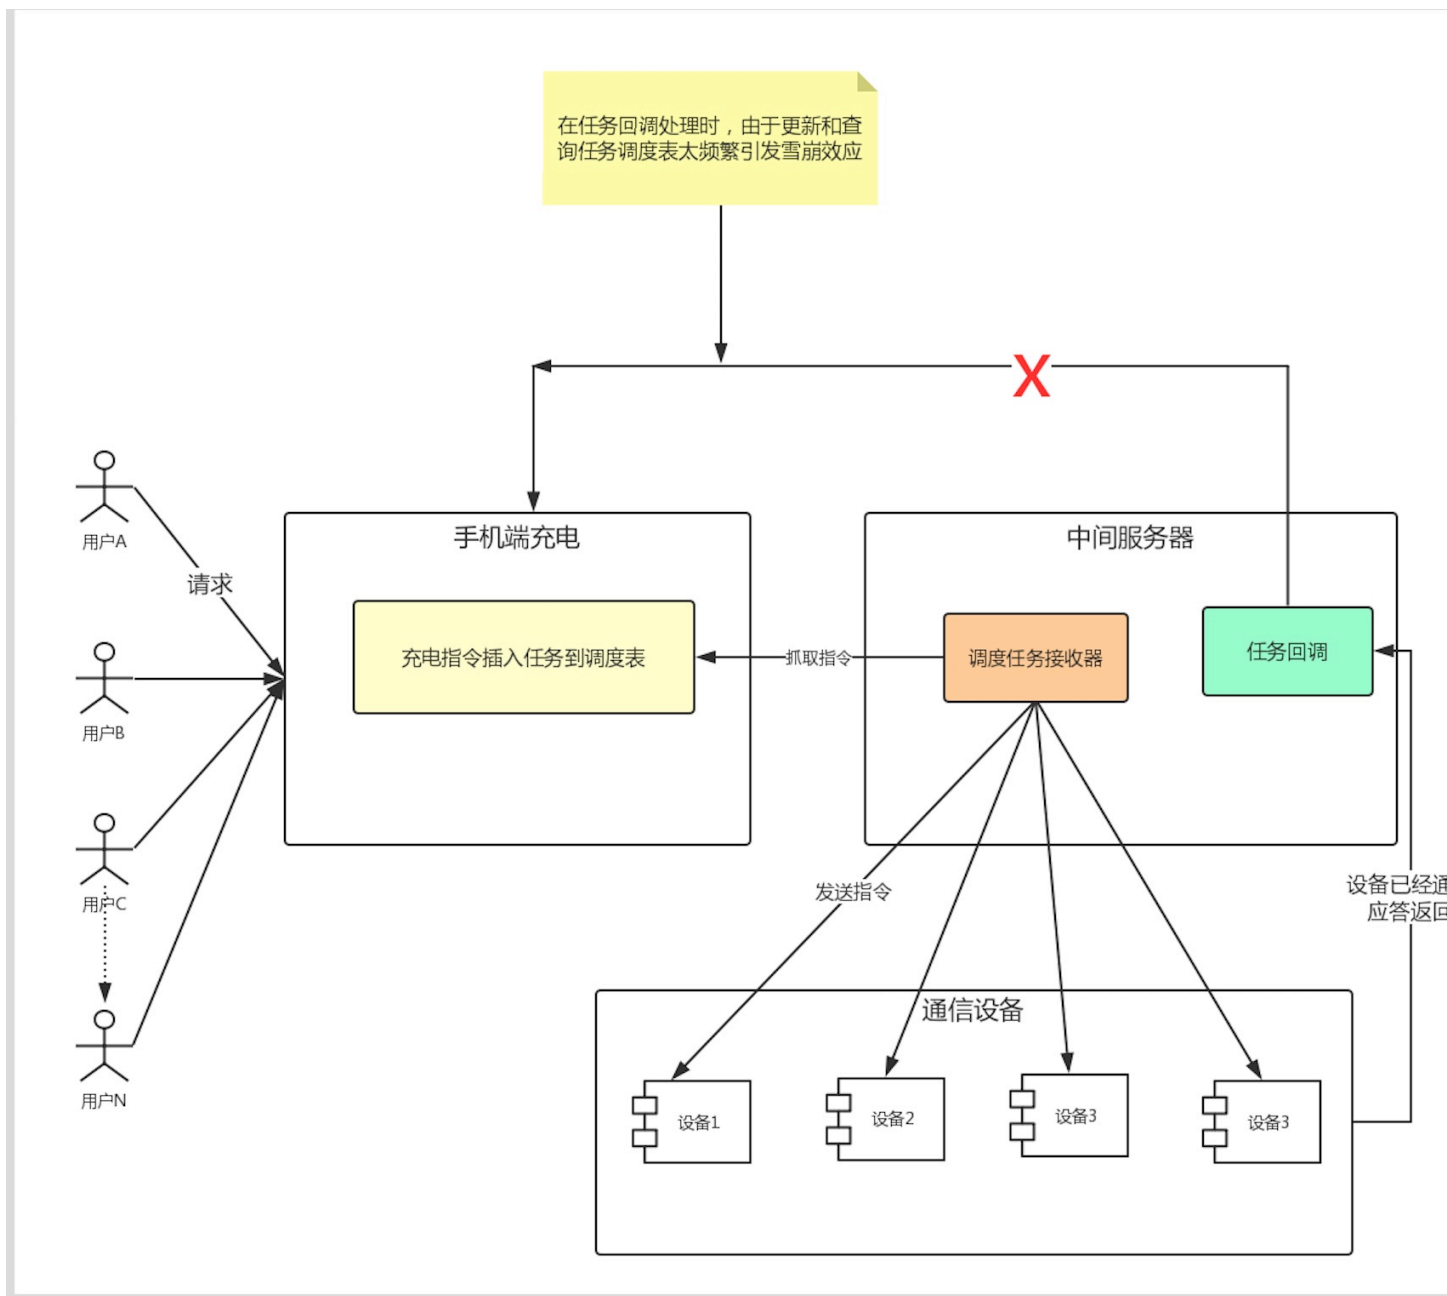 在任务回调处理时，由于更新和查
询任务调度表太频繁引发雪崩效应
X
手机端充电
中间服务器
用户A
请求
充电指令插入任务到调度表
抓取指令
调度任务接收器
任务回调
用户B
用户C
发送指令
设备已经通
应答返回
通信设备
用户N
设备1
设备2
设备3
设备3